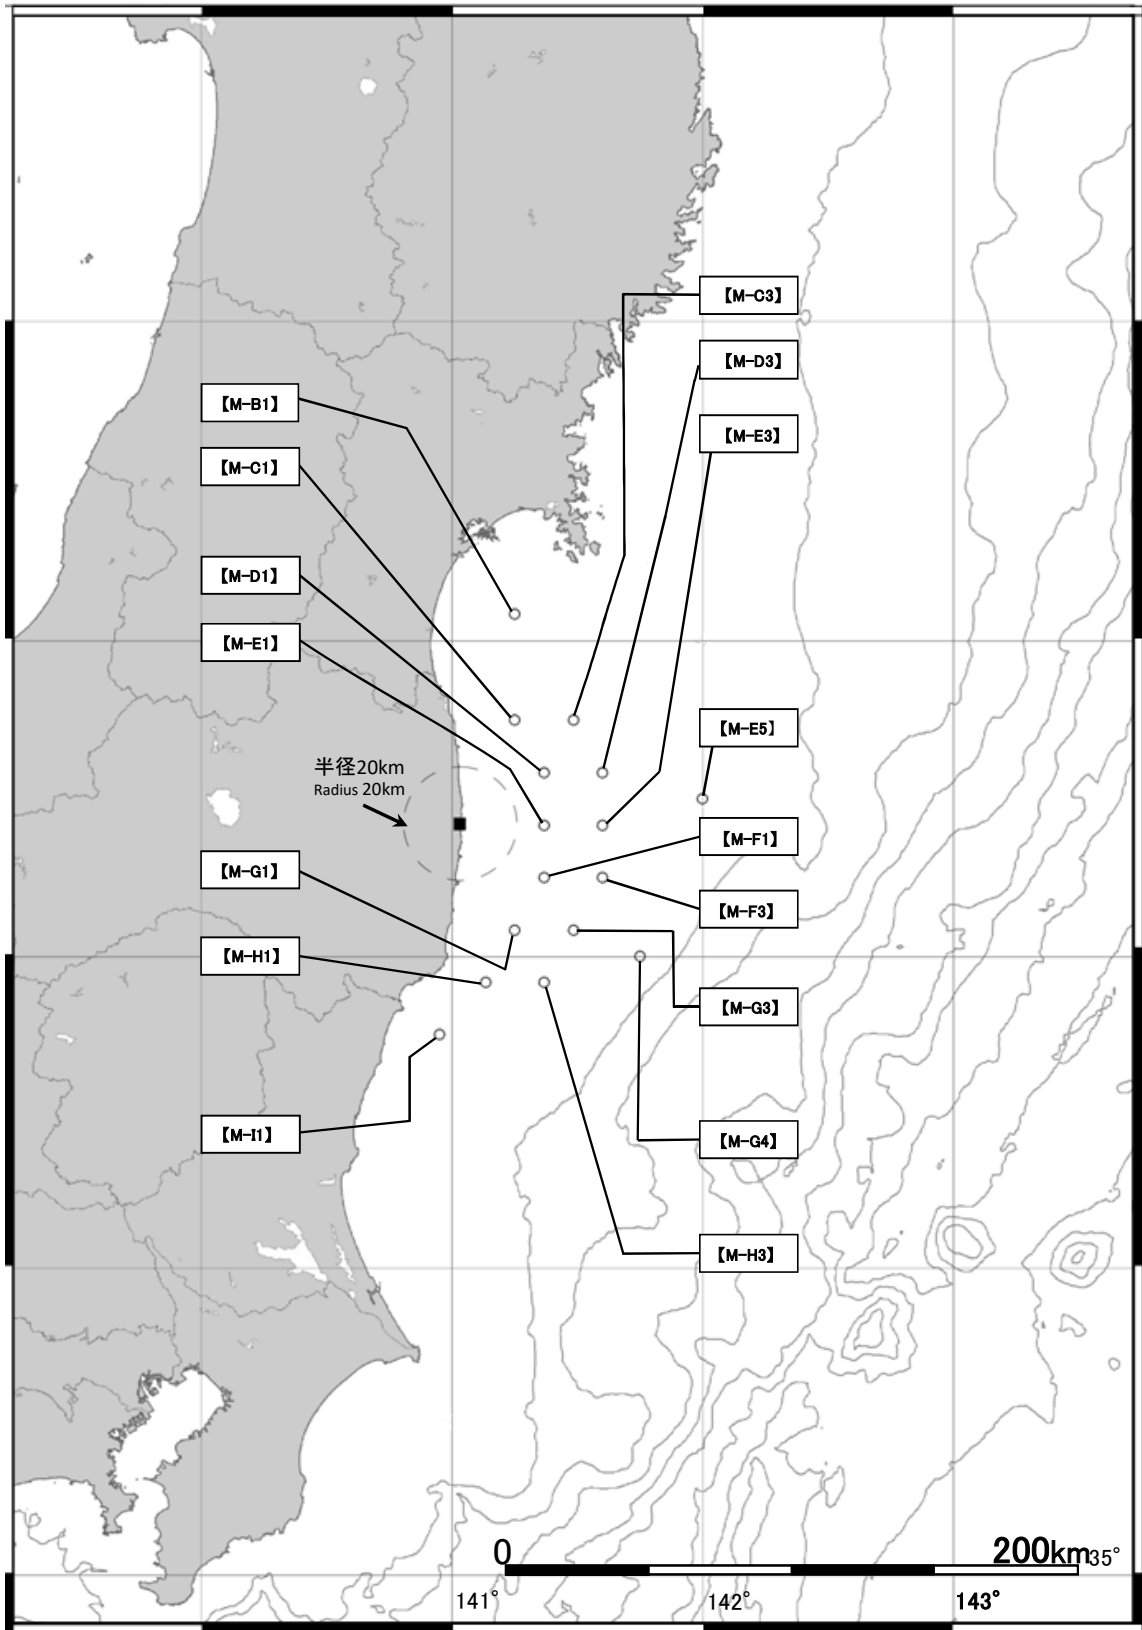 【M-C3】
【M-D3】
【M-B1】
【M-E3】
【M-C1】
【M-D1】
【M-E1】
【M-E5】
半径20km
Radius 20km
【M-F1】
【M-G1】
【M-F3】
【M-H1】
【M-G3】
【M-I1】
【M-G4】
【M-H3】
0
200km
35°
141°
142°
143°